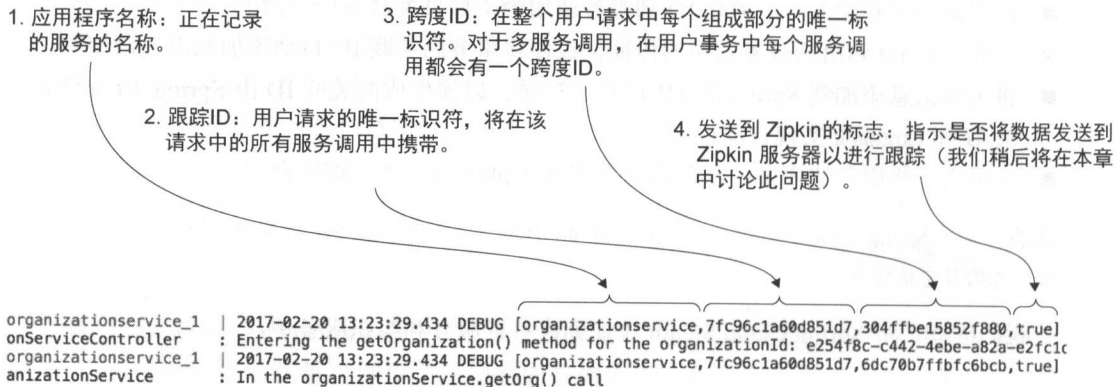 1. 应用程序名称：正在记录
的服务的名称。
3. 跨度ID：在整个用户请求中每个组成部分的唯一标
识符。对于多服务调用，在用户事务中每个服务调
用都会有一个跨度ID。
2. 跟踪ID：用户请求的唯一标识符，将在该
请求中的所有服务调用中携带。
4. 发送到 Zipkin的标志：指示是否将数据发送到
Zipkin 服务器以进行跟踪（我们稍后将在本章
中讨论此问题）。
organizationservice_1 | 2017-02-20 13:23:29.434 DEBUG [organizationservice,7fc96c1a60d851d7,304ffbe15852f880,true]
onServiceController : Entering the getOrganization() method for the organizationId: e254f8c-c442-4ebe-a82a-e2fc1d
organizationservice_1 | 2017-02-20 13:23:29.434 DEBUG [organizationservice,7fc96c1a60d851d7,6dc70b7ffbfc6bcb,true]
anizationService : In the organizationService.getOrg() call